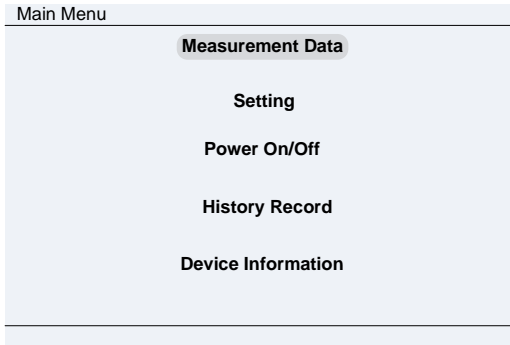 Main Menu
Measurement Data
Setting
Power On/Off
History Record
Device Information